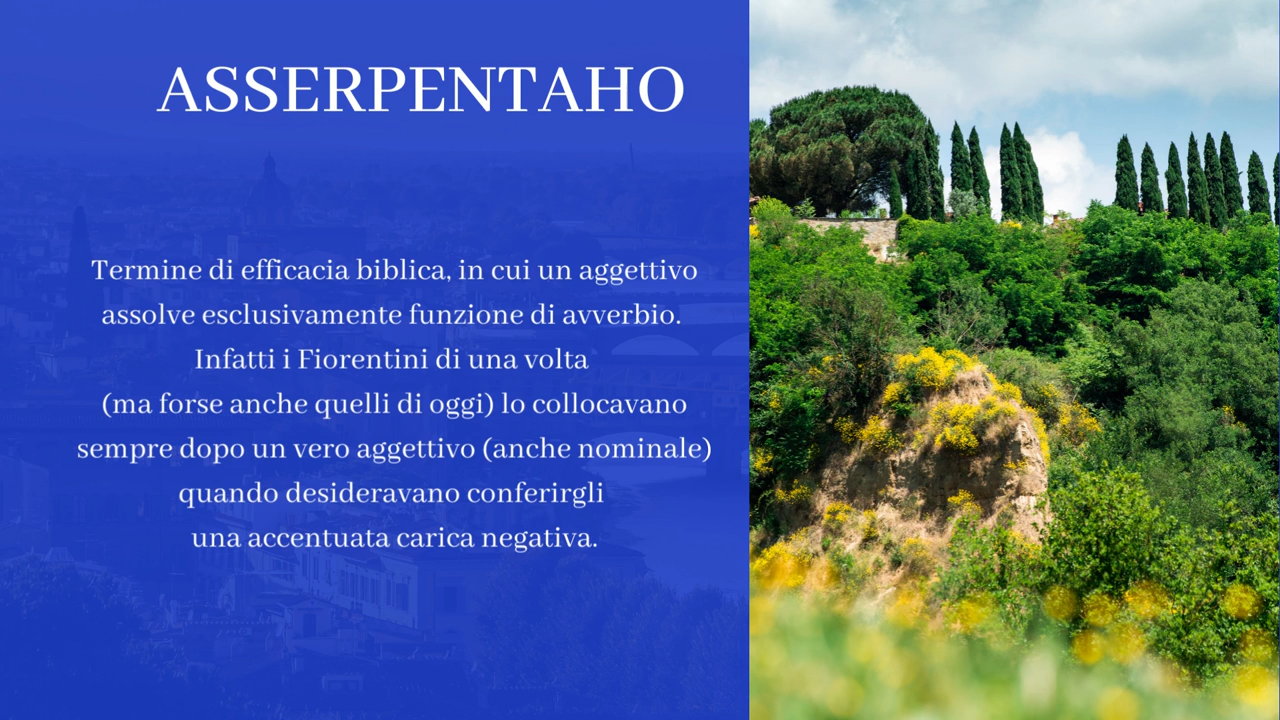 ASSERPENTAHO
Termine di efficacia biblica, in cui un aggettivo
assolve esclusivamente funzione di avverbio.
Infatti i Fiorentini di una volta
(ma forse anche quelli di oggi) lo collocavano
sempre dopo un vero aggettivo (anche nominale)
quando desideravano conferirgli
una accentuata carica negativa.